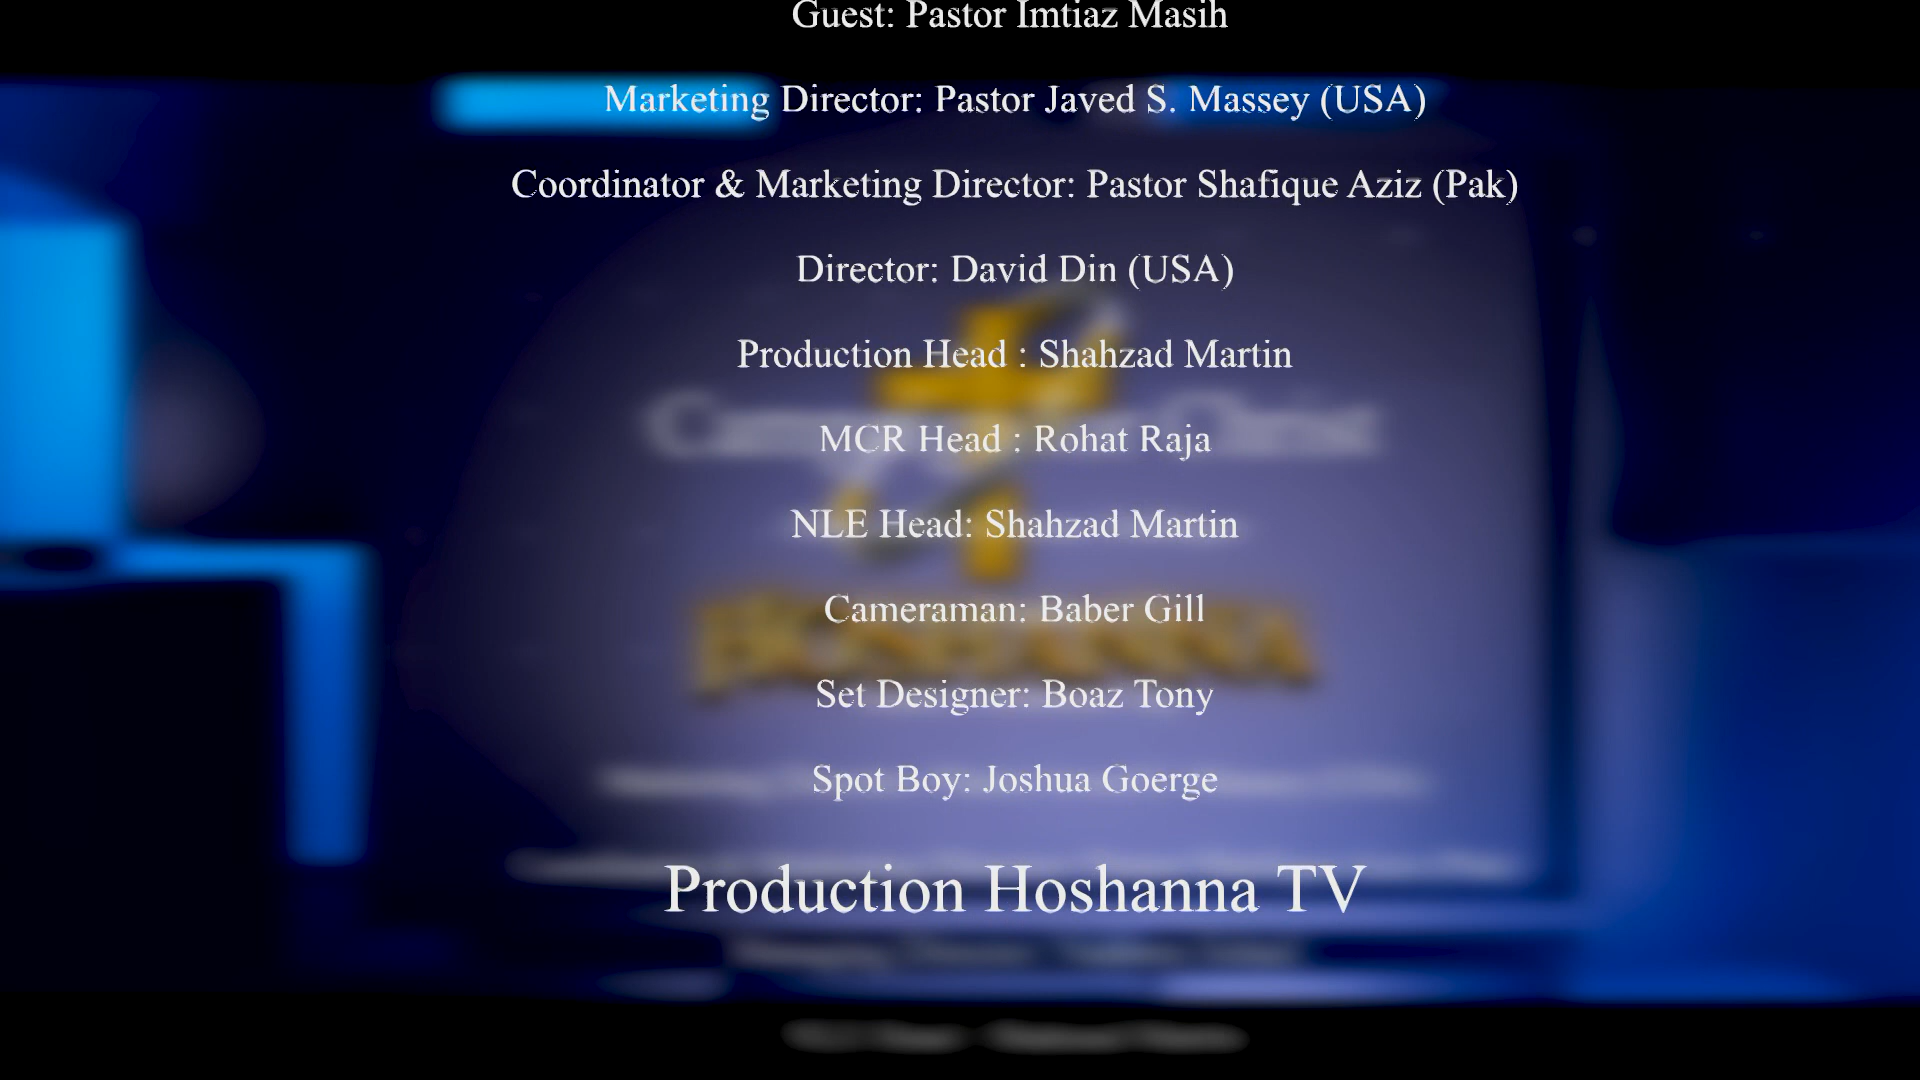 Guest: Pastor Imtiaz Masih
Marketing Director: Pastor Javed S. Massey (USA)
Coordinator & Marketing Director: Pastor Shafique Aziz (Pak)
Director: David Din (USA)
Production Head : Shahzad Martin
MCR Head : Rohat Raja
NLE Head: Shahzad Martin
Cameraman: Baber Gill
HOSHANNA
Set Designer: Boaz Tony
Spot Boy: Joshua Goerge
Production Hoshanna TV